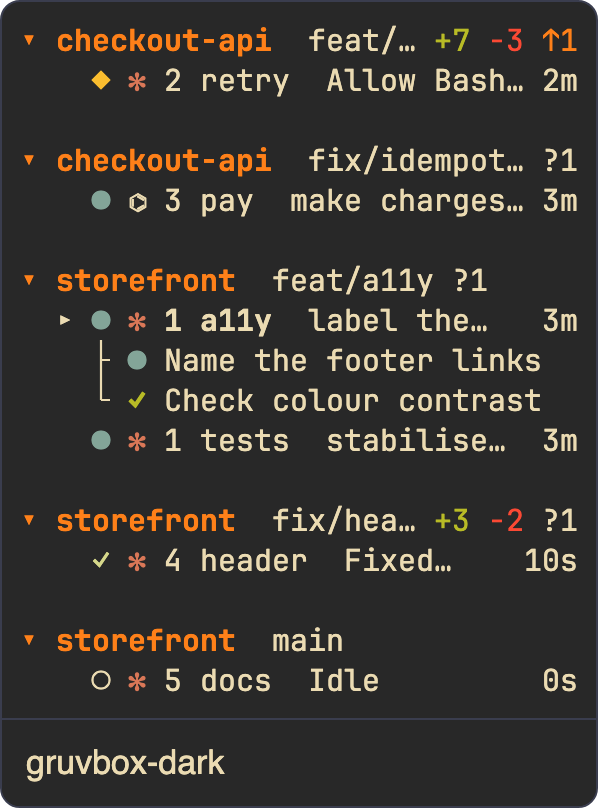 ▾ checkout-api feat/… +7 -3 ↑1
◆ ✻ 2 retry Allow Bash… 2m
▾ checkout-api fix/idempot… ?1
● ⌬ 3 pay make charges… 3m
▾ storefront feat/a11y ?1
▸ ● ✻ 1 a11y label the… 3m
├ ● Name the footer links
└ ✓ Check colour contrast
● ✻ 1 tests stabilise… 3m
▾ storefront fix/hea… +3 -2 ?1
✓ ✻ 4 header Fixed… 10s
▾ storefront main
○ ✻ 5 docs Idle 0s
gruvbox-dark